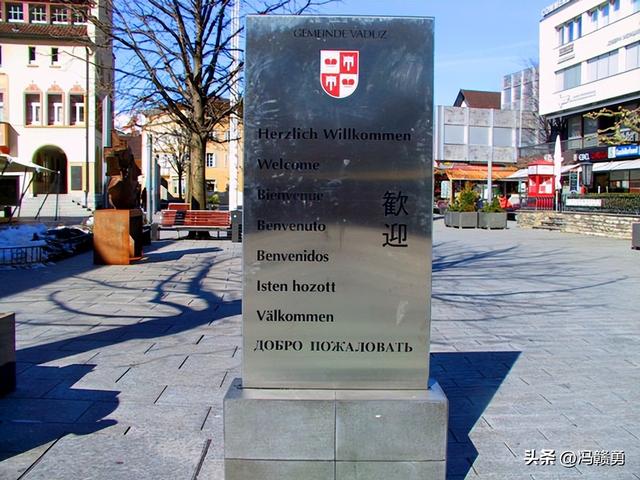 GEMEINDE VADUZ
Herzlich Willkommen
Welcome
Bienvenue
Benvenuto
Benvenidos
Isten hozott
Välkommen
ДОБРО ПОЖАЛОВАТЬ
歓迎
头条 @冯赣勇